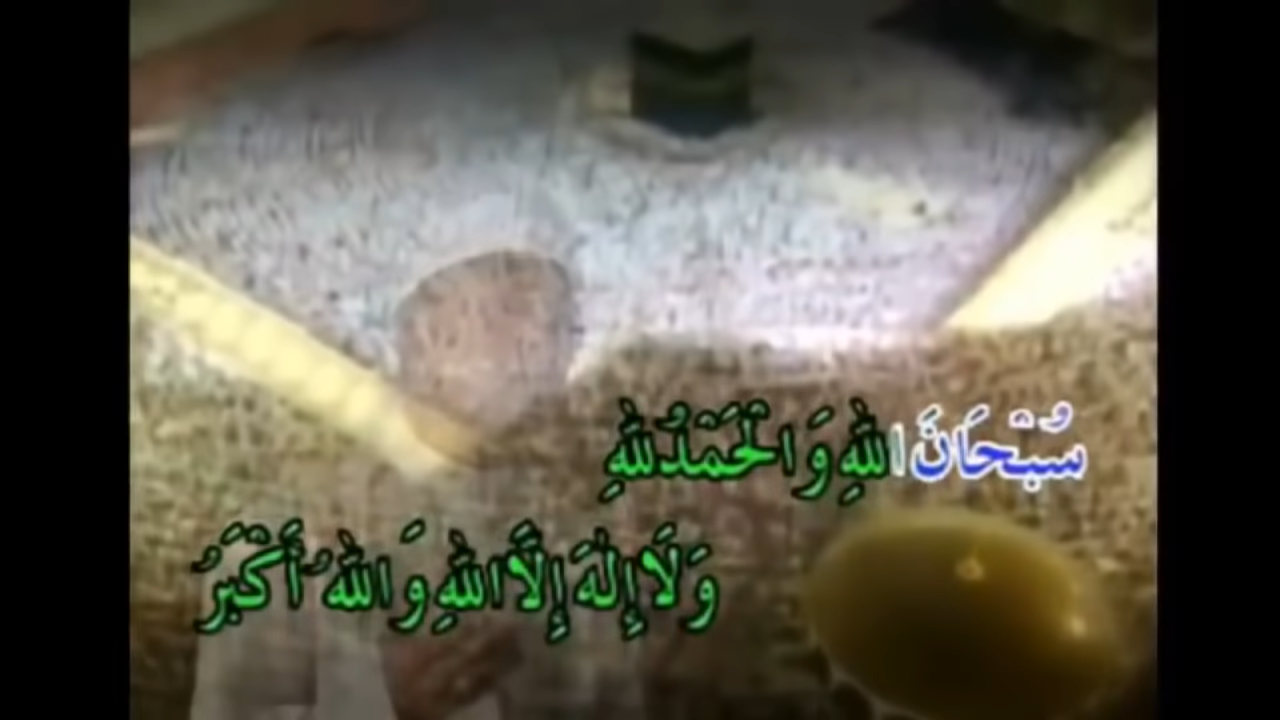 سُبْحَانَ اللهِ وَالْحَمْدُ لِلهِ
وَلَا إِلٰهَ إِلَّا اللهِ وَاللهُ أَكْبَرُ